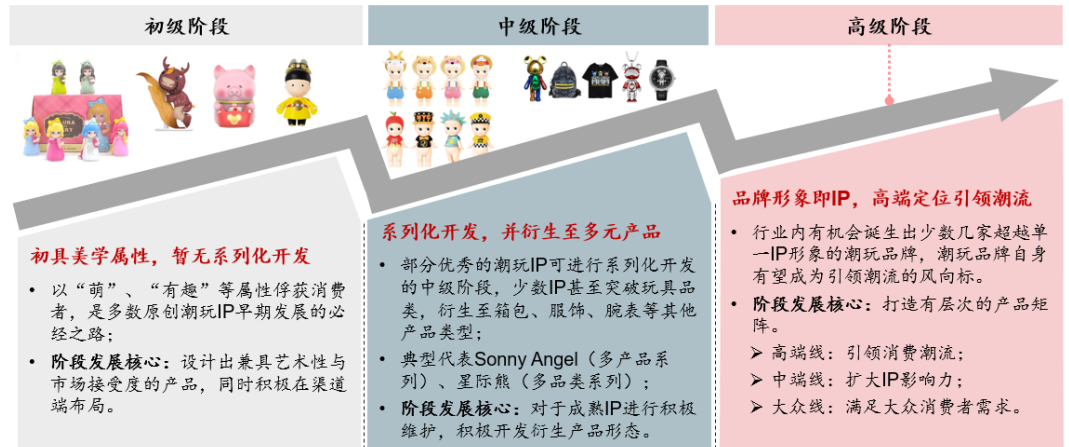 初级阶段
中级阶段
高级阶段
初具美学属性，暂无系列化开发
• 以“萌”、“有趣”等属性俘获消费
者，是多数原创潮玩IP早期发展的必
经之路；
• 阶段发展核心：设计出兼具艺术性与
市场接受度的产品，同时积极在渠道
端布局。
系列化开发，并衍生至多元产品
• 部分优秀的潮玩IP可进行系列化开发
的中级阶段，少数IP甚至突破玩具品
类，衍生至箱包、服饰、腕表等其他
产品类型；
• 典型代表Sonny Angel（多产品系
列）、星际熊（多品类系列）；
• 阶段发展核心：对于成熟IP进行积极
维护，积极开发衍生产品形态。
品牌形象即IP，高端定位引领潮流
• 行业内有机会诞生出少数几家超越单
一IP形象的潮玩品牌，潮玩品牌自身
有望成为引领潮流的风向标。
• 阶段发展核心：打造有层次的产品矩
阵。
➢ 高端线：引领消费潮流；
➢ 中端线：扩大IP影响力；
➢ 大众线：满足大众消费者需求。